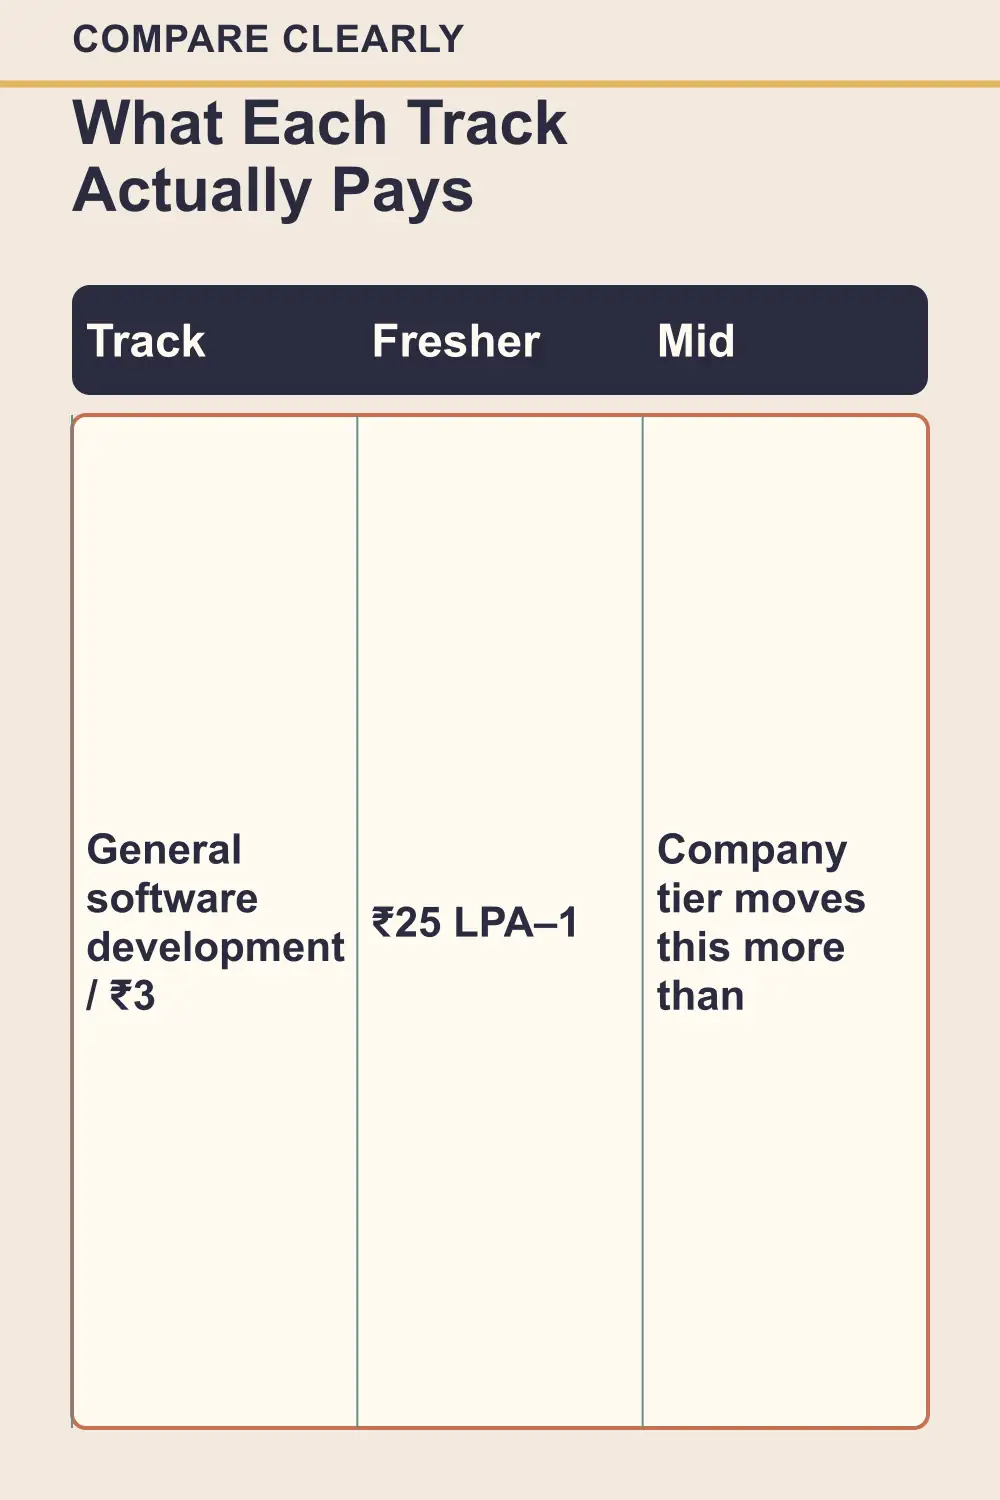 COMPARE CLEARLY
What Each Track
Actually Pays
Track Fresher Mid
General
software
development
/ ₹3
₹25 LPA–1
Company
tier moves
this more
than